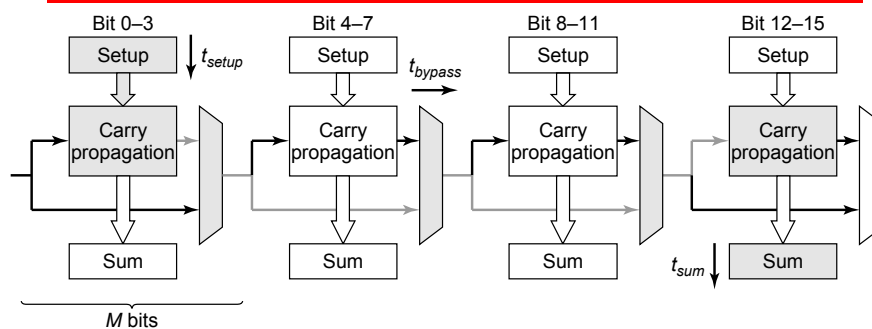 Bit 0–3 Bit 4–7 Bit 8–11 Bit 12–15
Setup t_setup Setup Setup Setup
t_bypass
Carry propagation Carry propagation Carry propagation Carry propagation
Sum Sum Sum t_sum Sum
M bits